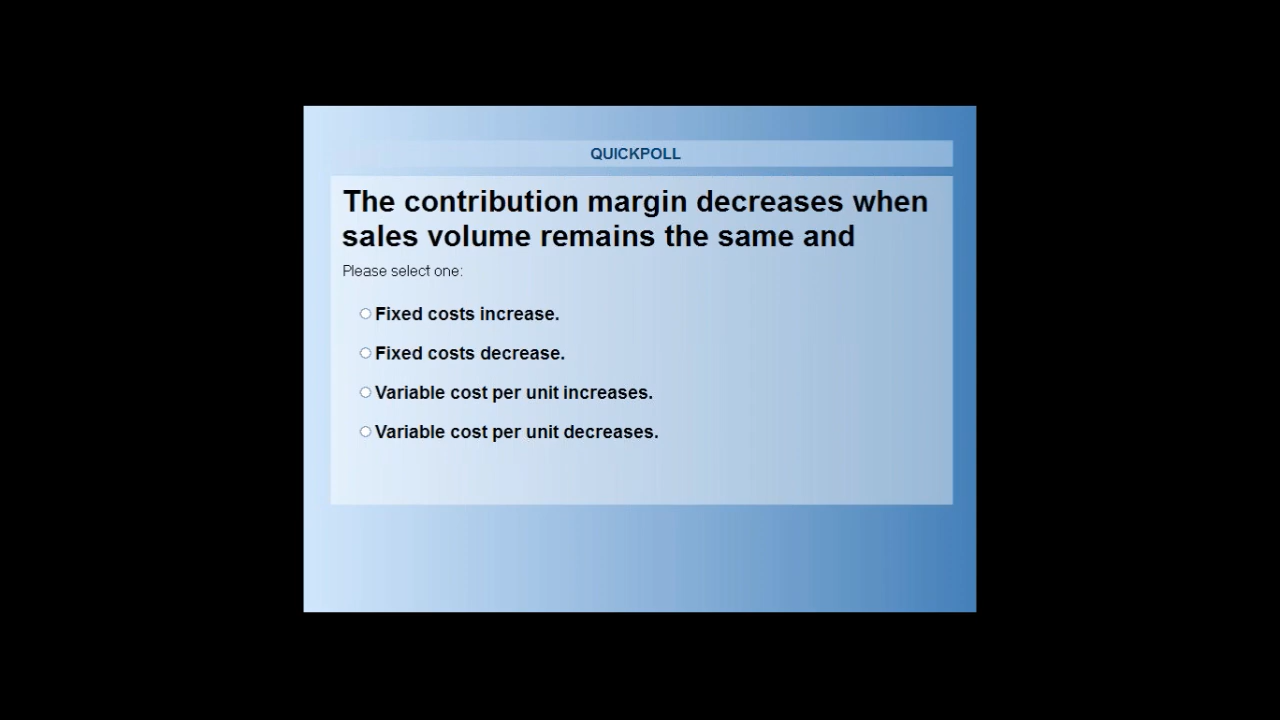 QUICKPOLL
The contribution margin decreases when
sales volume remains the same and
Please select one:
Fixed costs increase.
Fixed costs decrease.
Variable cost per unit increases.
Variable cost per unit decreases.